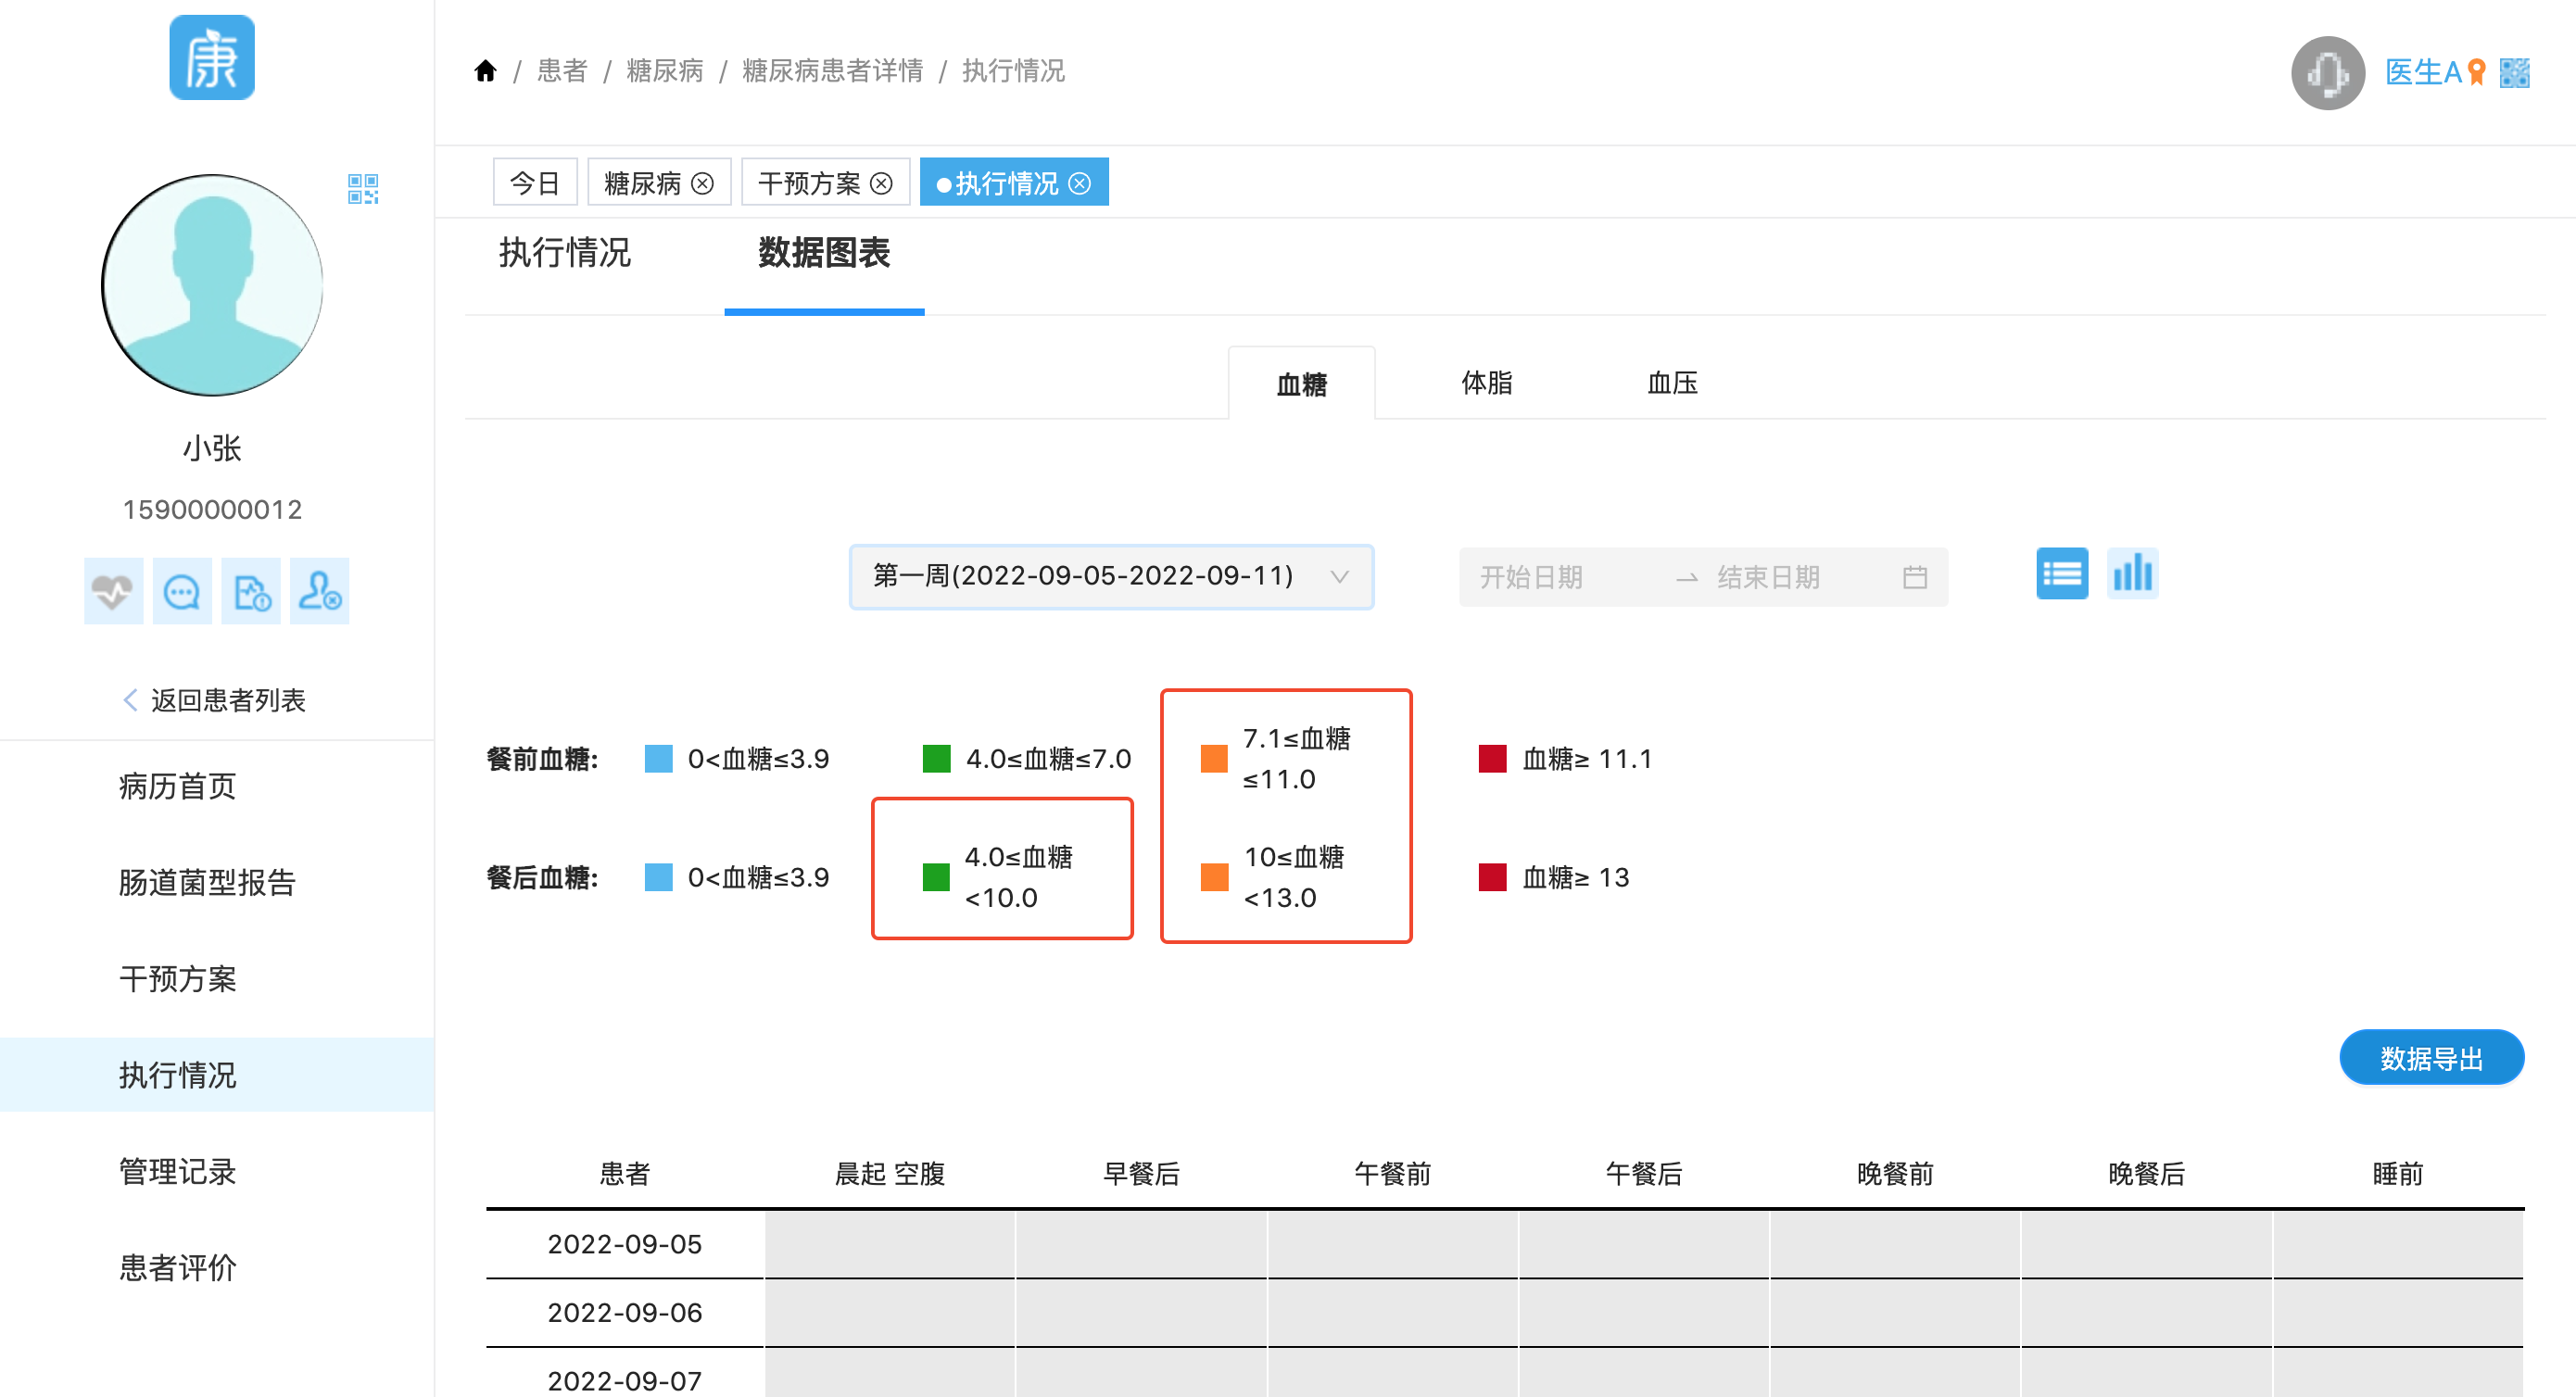 康
/ 患者 / 糖尿病 / 糖尿病患者详情 / 执行情况
医生A
今日
糖尿病
干预方案
执行情况
执行情况
数据图表
血糖
体脂
血压
小张
15900000012
返回患者列表
病历首页
肠道菌型报告
干预方案
执行情况
管理记录
患者评价
第一周(2022-09-05-2022-09-11)
开始日期
结束日期
餐前血糖:
0<血糖≤3.9
4.0≤血糖≤7.0
7.1≤血糖
≤11.0
血糖≥ 11.1
餐后血糖:
0<血糖≤3.9
4.0≤血糖
<10.0
10≤血糖
<13.0
血糖≥ 13
数据导出
患者 晨起 空腹 早餐后 午餐前 午餐后 晚餐前 晚餐后 睡前
2022-09-05
2022-09-06
2022-09-07